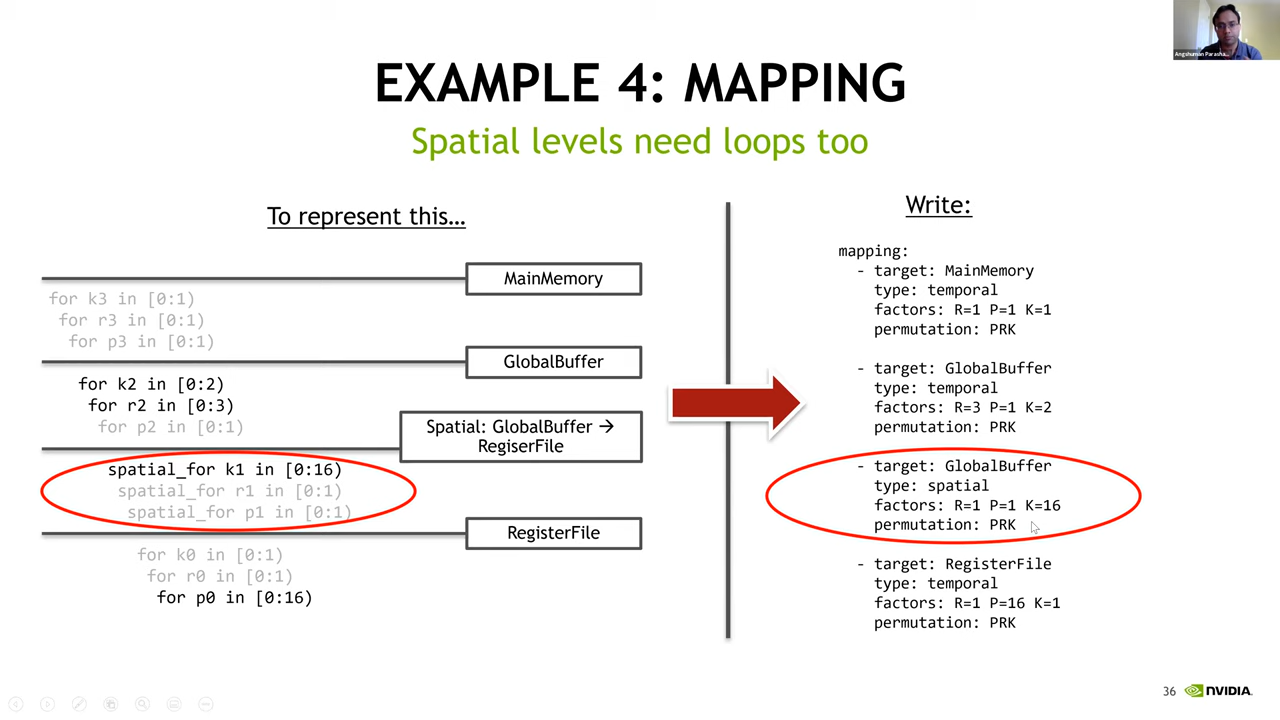 Angshuman Parasha...
EXAMPLE 4: MAPPING
Spatial levels need loops too
To represent this…
MainMemory
for k3 in [0:1)
for r3 in [0:1)
for p3 in [0:1)
GlobalBuffer
for k2 in [0:2)
for r2 in [0:3)
for p2 in [0:1)
Spatial: GlobalBuffer →
RegiserFile
spatial_for k1 in [0:16)
spatial_for r1 in [0:1)
spatial_for p1 in [0:1)
RegisterFile
for k0 in [0:1)
for r0 in [0:1)
for p0 in [0:16)
Write:
mapping:
- target: MainMemory
type: temporal
factors: R=1 P=1 K=1
permutation: PRK
- target: GlobalBuffer
type: temporal
factors: R=3 P=1 K=2
permutation: PRK
- target: GlobalBuffer
type: spatial
factors: R=1 P=1 K=16
permutation: PRK
- target: RegisterFile
type: temporal
factors: R=1 P=16 K=1
permutation: PRK
36
NVIDIA.